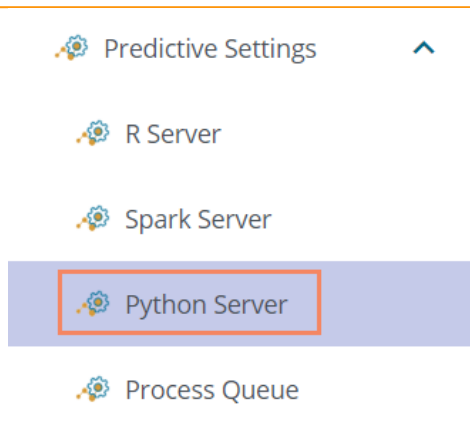 Predictive Settings
R Server
Spark Server
Python Server
Process Queue